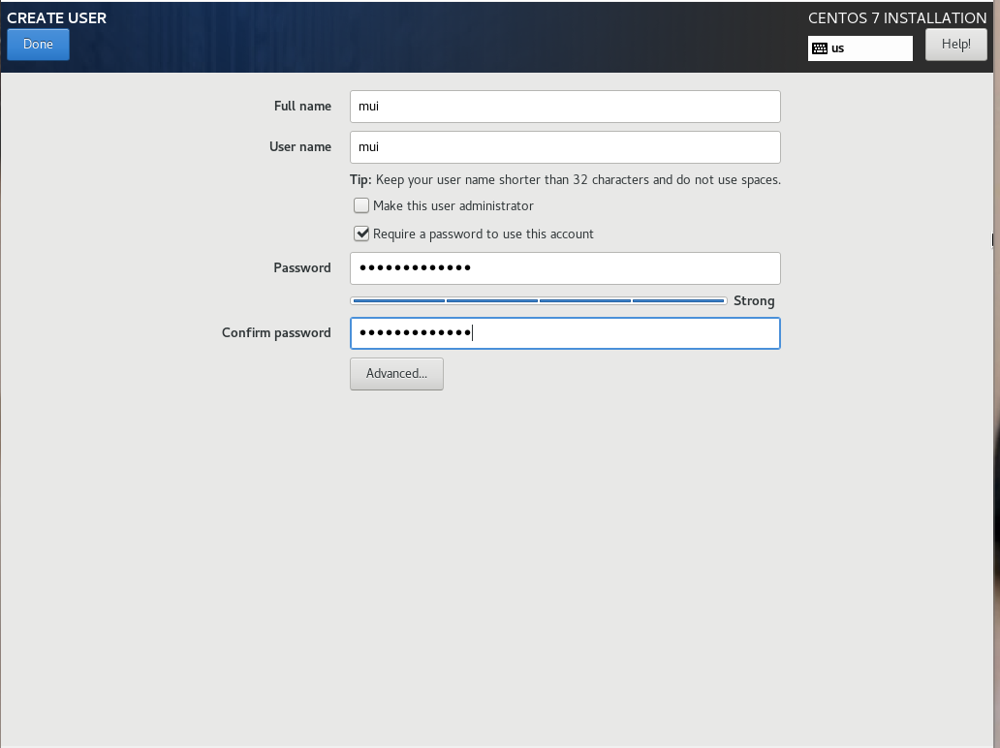 CREATE USER
CENTOS 7 INSTALLATION
Done
us
Help!
Full name
mui
User name
mui
Tip: Keep your user name shorter than 32 characters and do not use spaces.
Make this user administrator
Require a password to use this account
Password
●●●●●●●●●●●●●
Strong
Confirm password
●●●●●●●●●●●●●
Advanced...